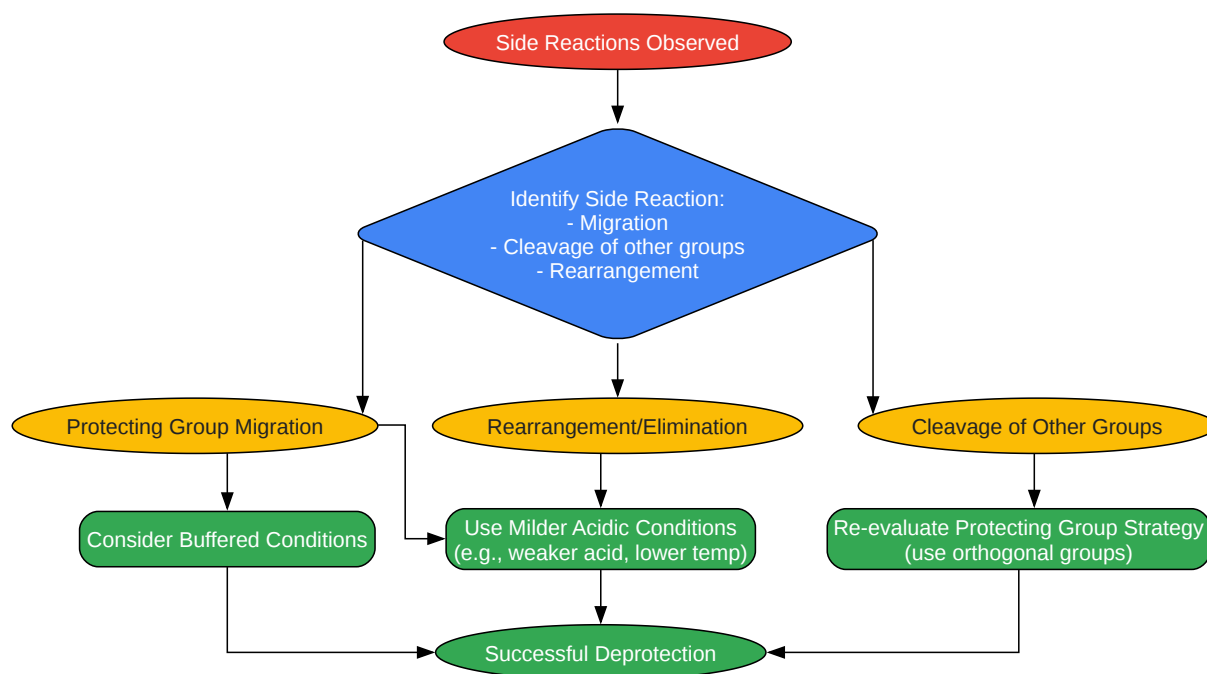 Side Reactions Observed
Identify Side Reaction:
- Migration
- Cleavage of other groups
- Rearrangement
Protecting Group Migration
Rearrangement/Elimination
Cleavage of Other Groups
Consider Buffered Conditions
Use Milder Acidic Conditions
(e.g., weaker acid, lower temp)
Re-evaluate Protecting Group Strategy
(use orthogonal groups)
Successful Deprotection